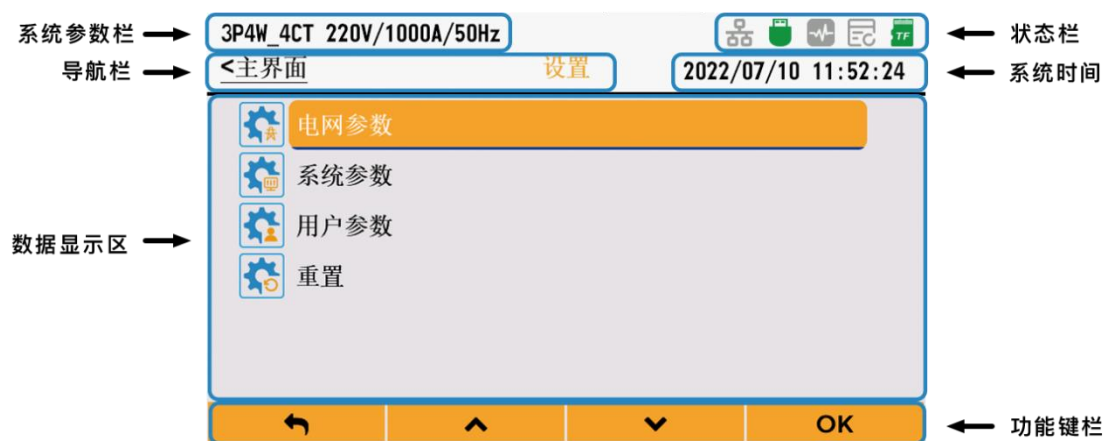 系统参数栏
3P4W_4CT 220V/1000A/50Hz
TF
状态栏
导航栏
<主界面
设置
2022/07/10 11:52:24
系统时间
电网参数
系统参数
用户参数
数据显示区
重置
OK
功能键栏